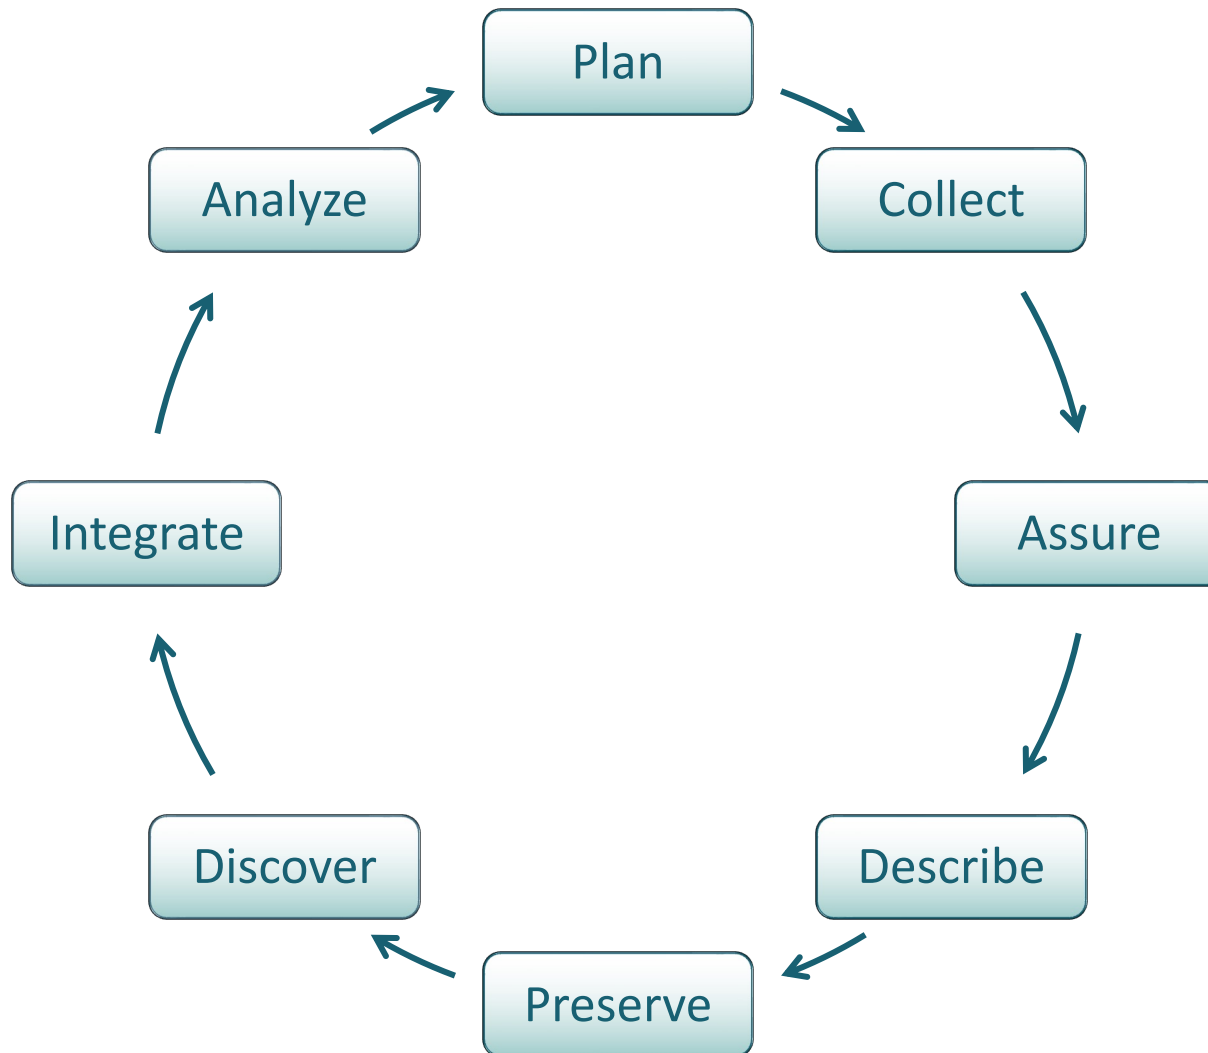 Plan
Collect
Assure
Describe
Preserve
Discover
Integrate
Analyze